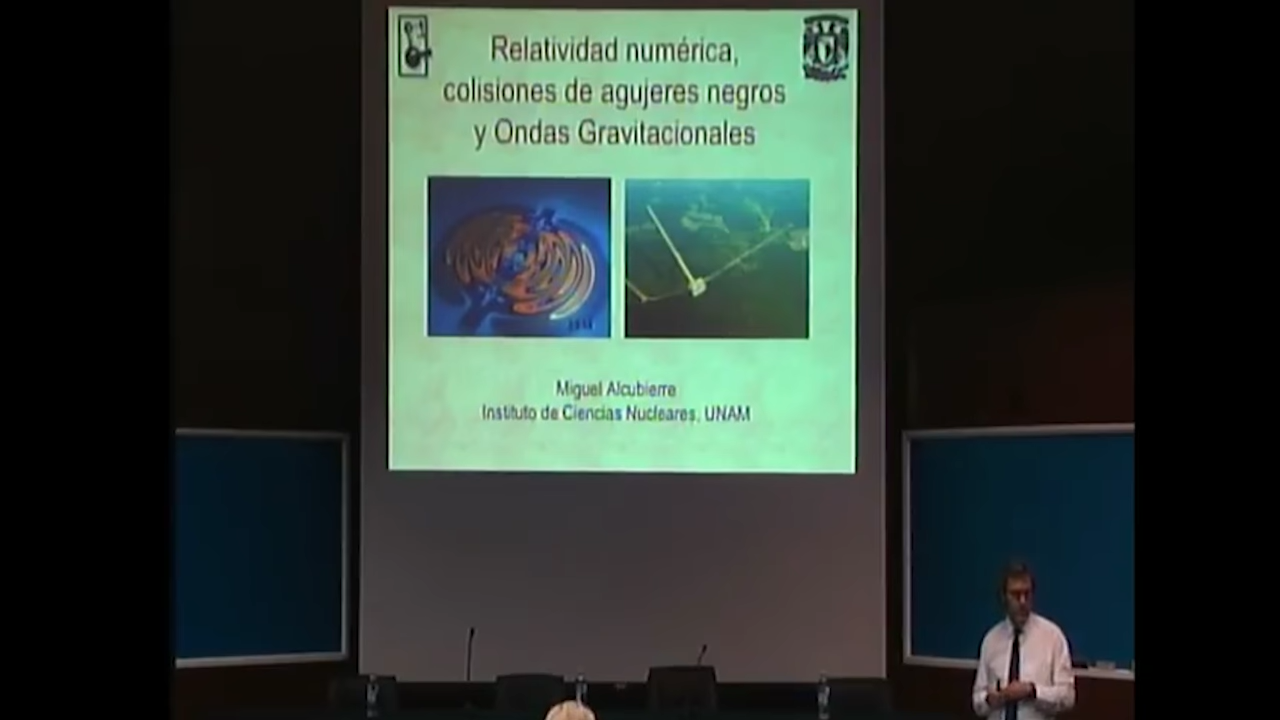 Relatividad numérica,
colisiones de agujeres negros
y Ondas Gravitacionales
Miguel Alcubierre
Instituto de Ciencias Nucleares, UNAM